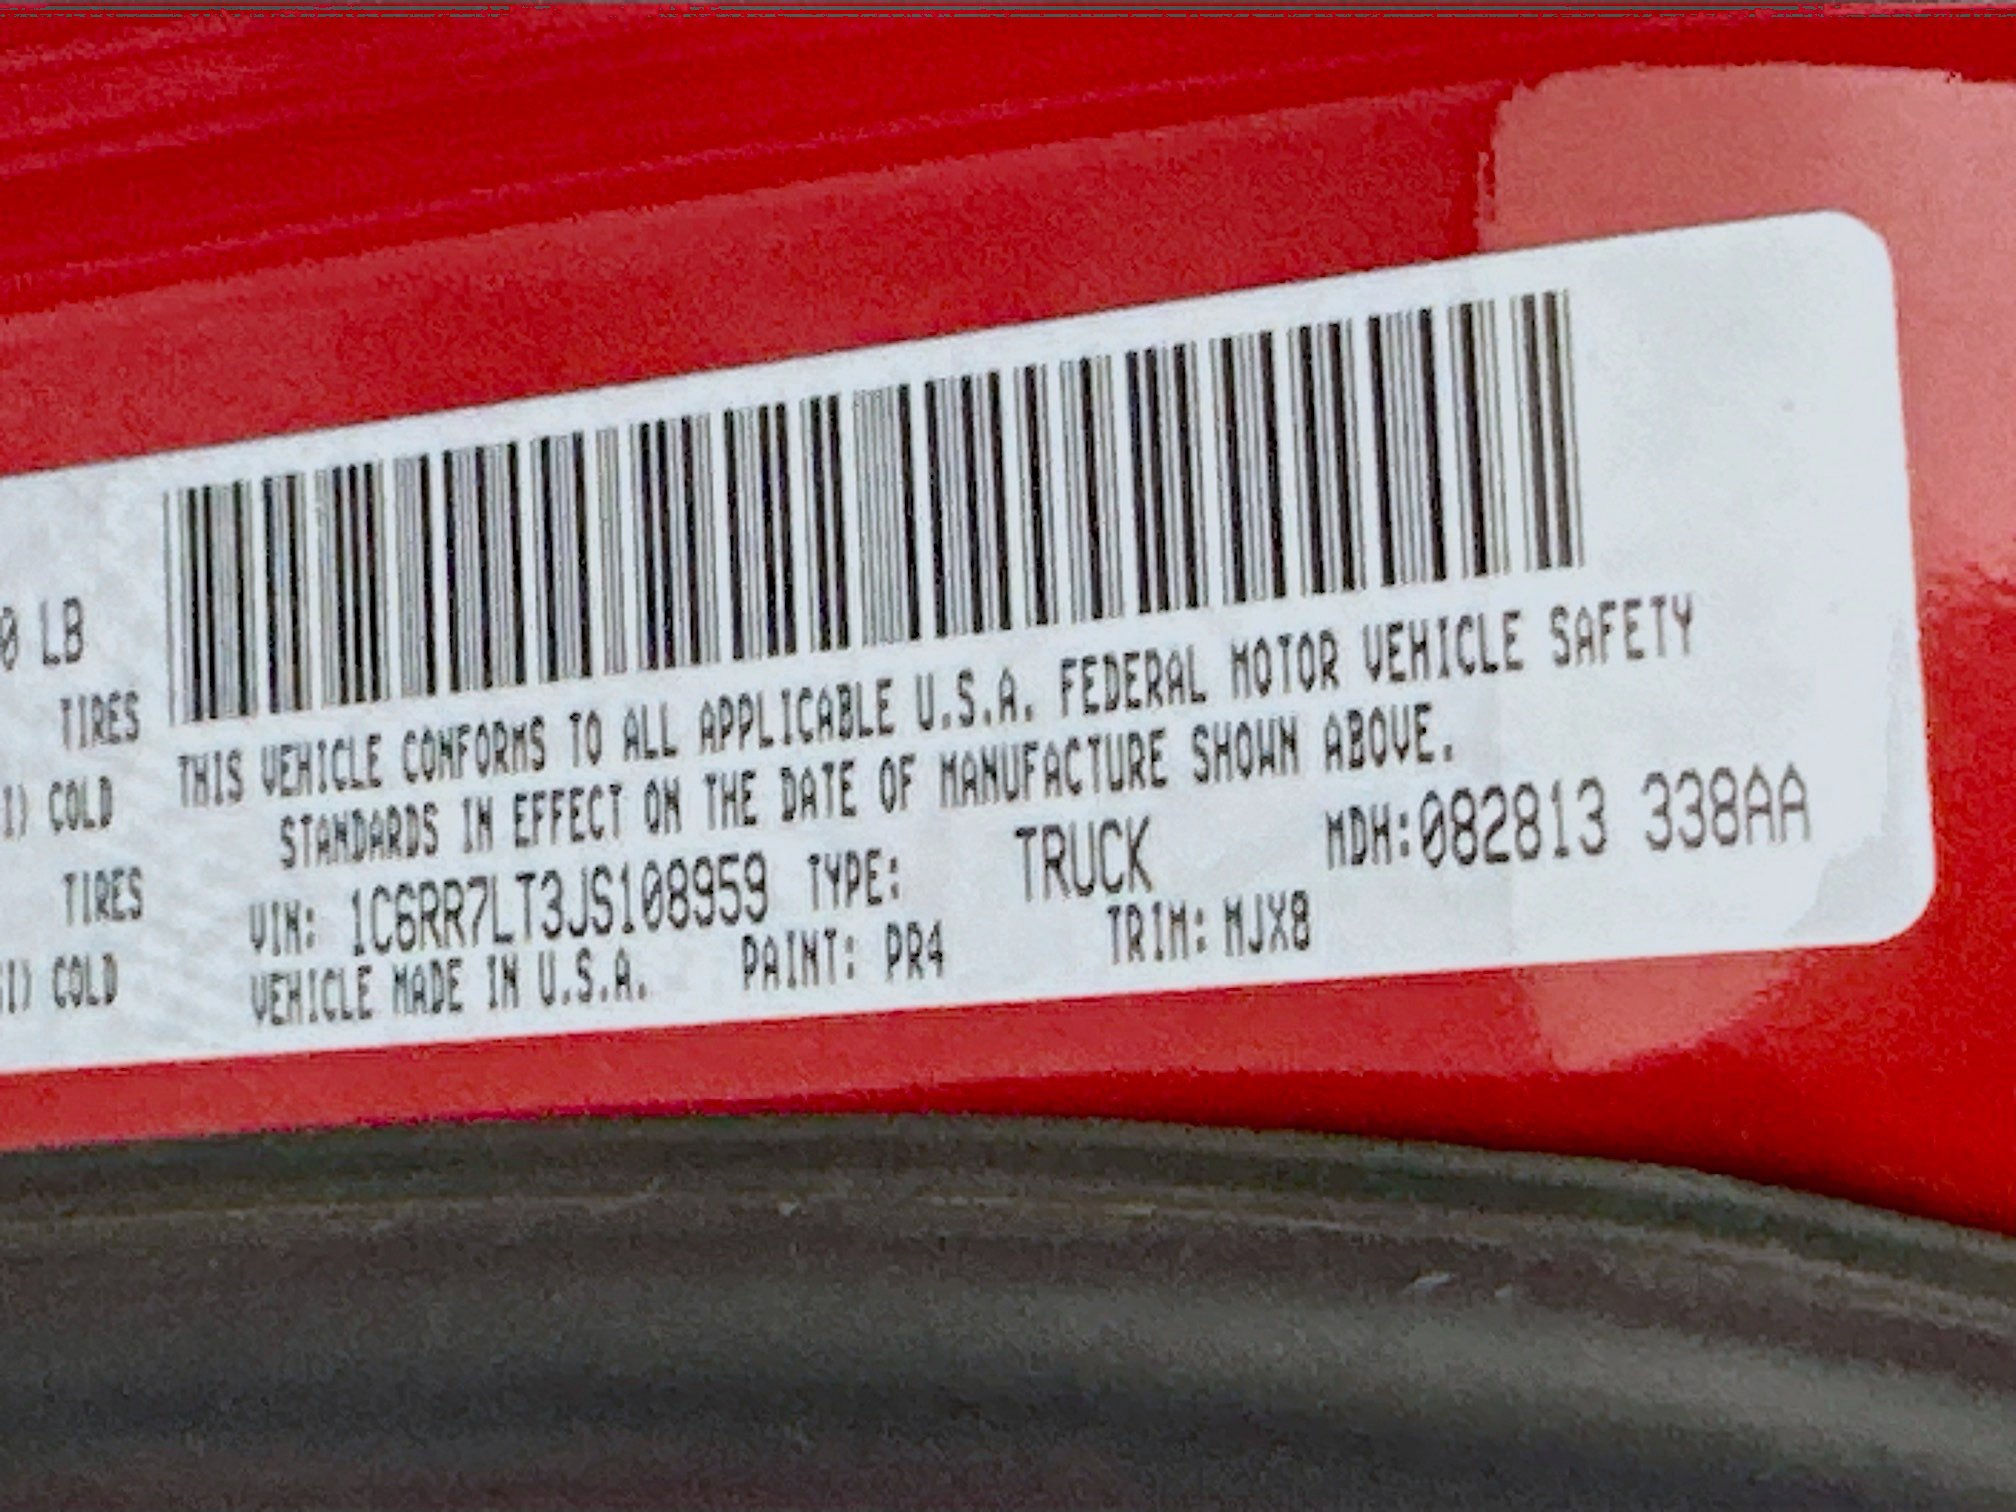 0 LB
TIRES
THIS VEHICLE CONFORMS TO ALL APPLICABLE U.S.A. FEDERAL MOTOR VEHICLE SAFETY
I) COLD
STANDARDS IN EFFECT ON THE DATE OF MANUFACTURE SHOWN ABOVE.
TIRES
VIN: 1C6RR7LT3JS108959 TYPE: TRUCK MDH:082813 338AA
I) COLD
VEHICLE MADE IN U.S.A. PAINT: PR4 TRIM: MJX8